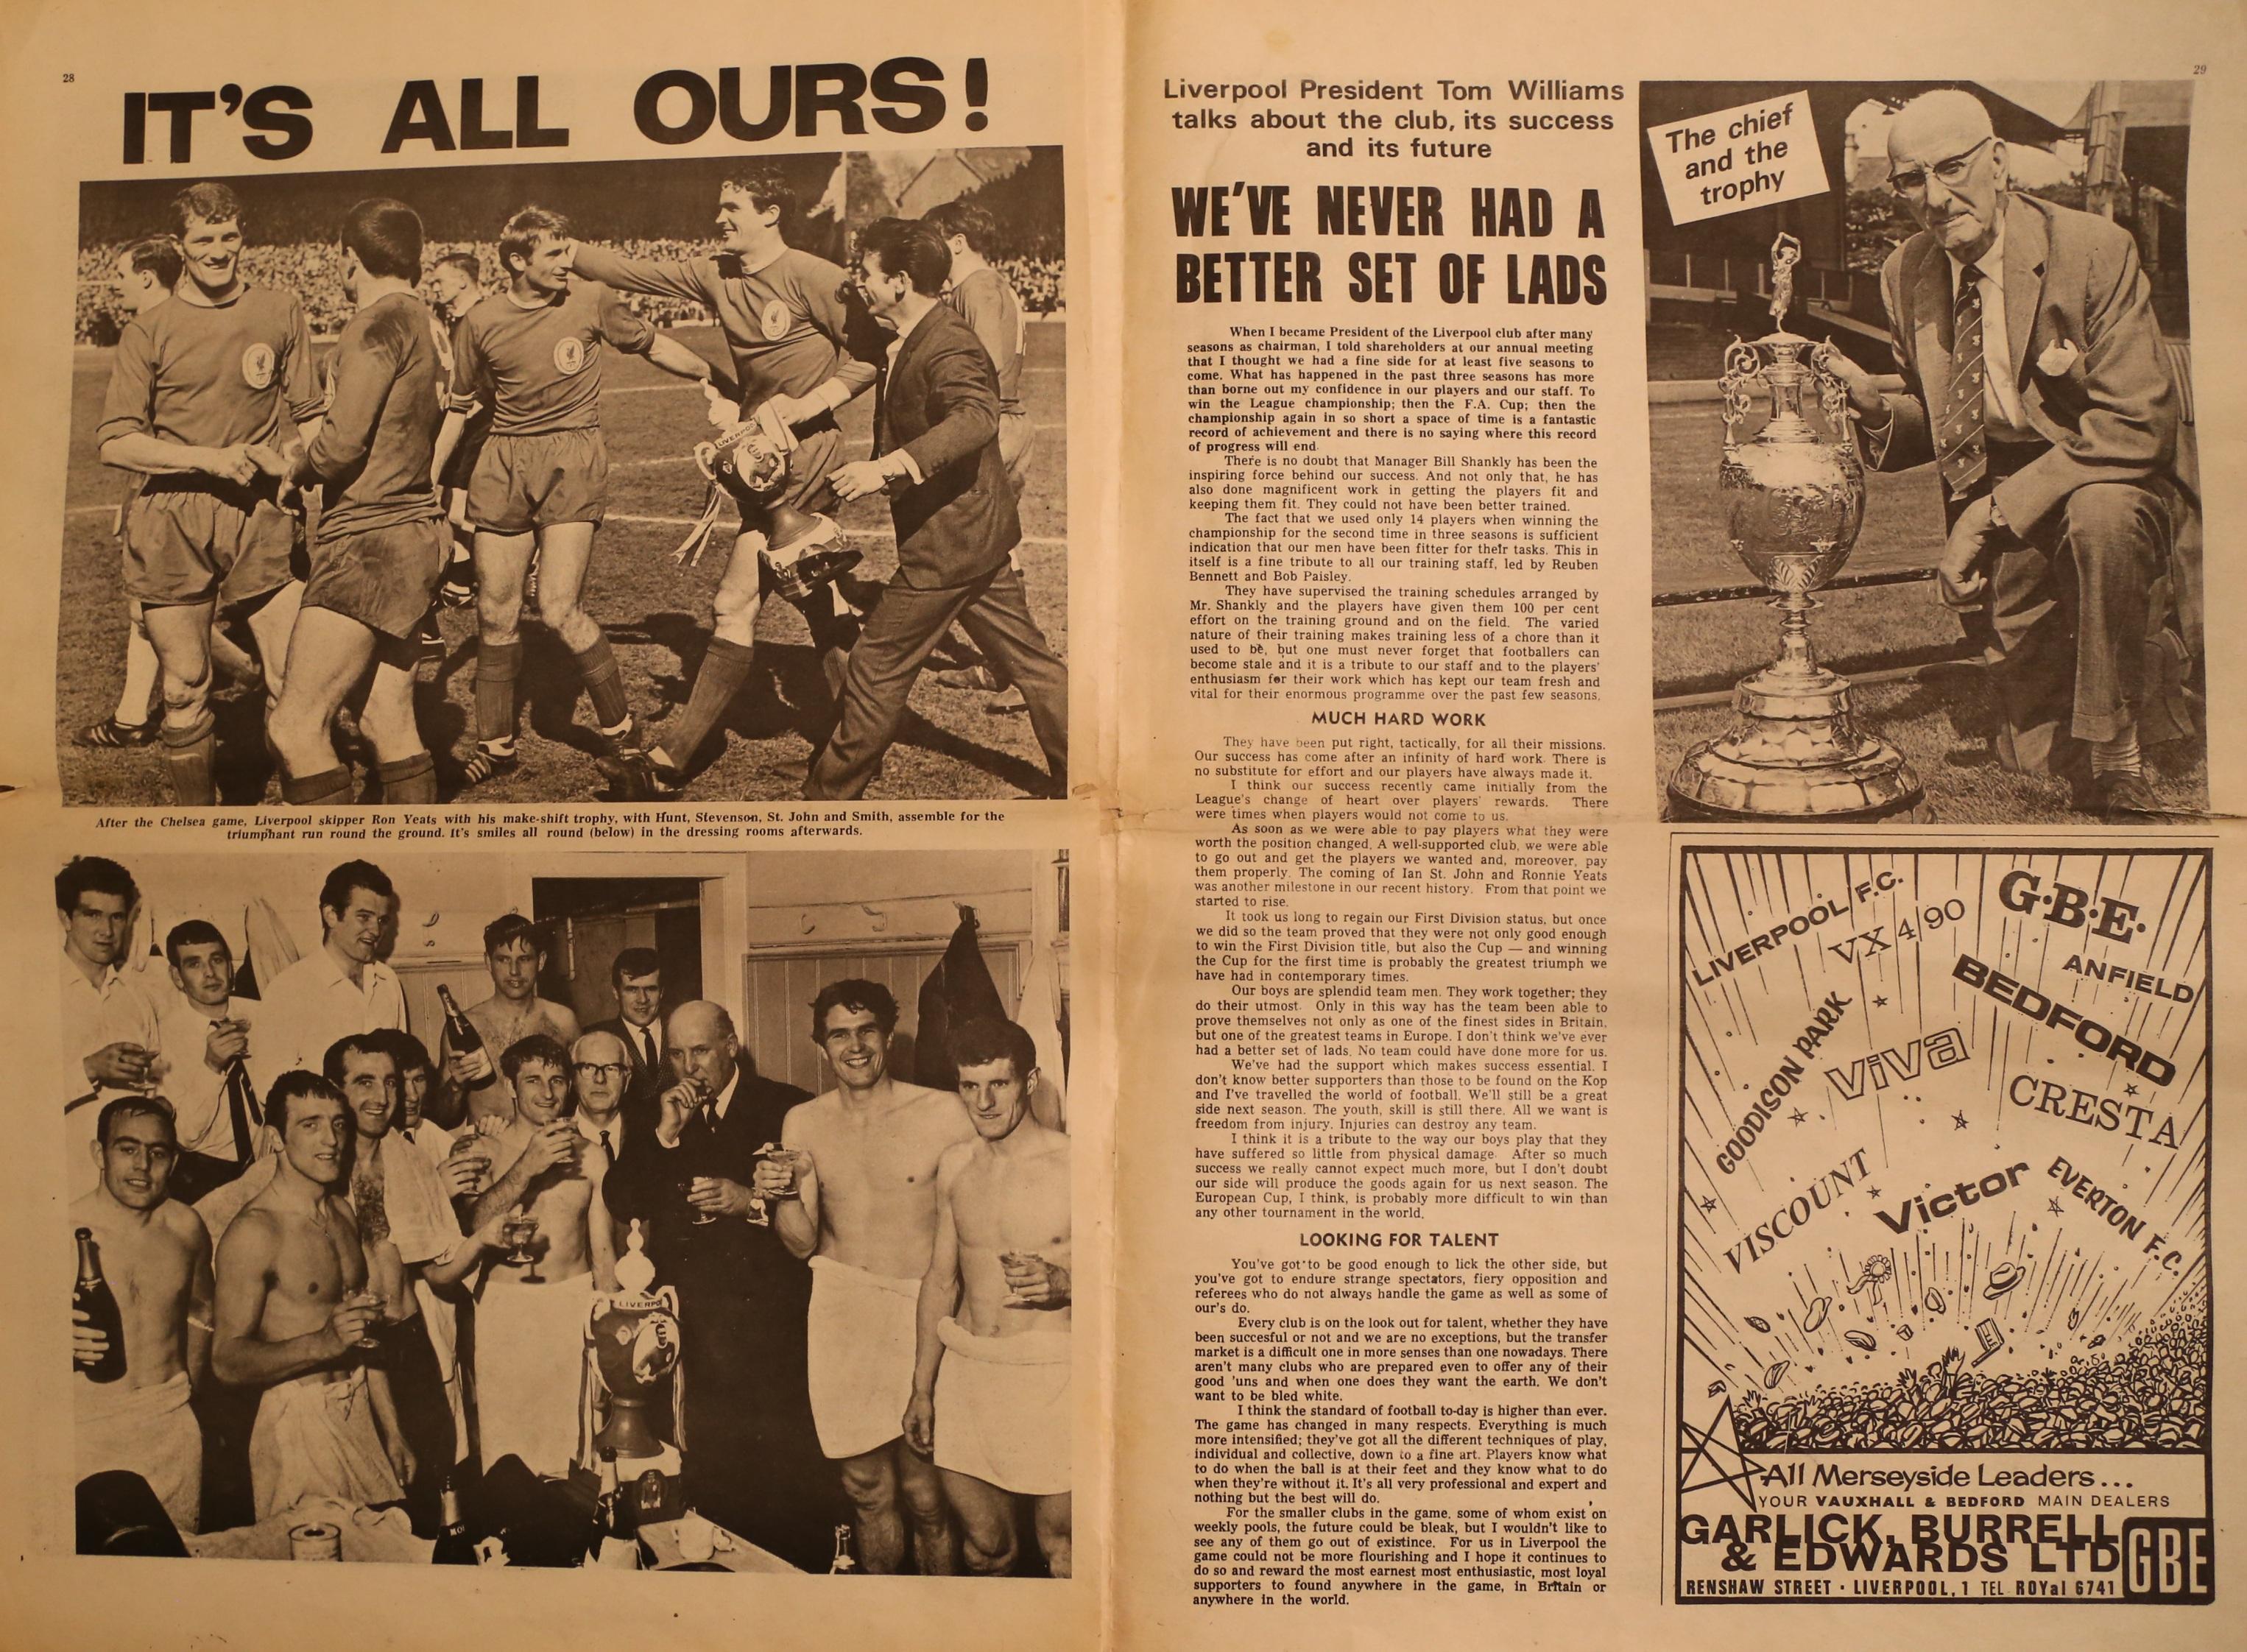 28
IT'S ALL OURS!
LIVERPOOL
After the Chelsea game, Liverpool skipper Ron Yeats with his make-shift trophy, with Hunt, Stevenson, St. John and Smith, assemble for the
triumphant run round the ground. It's smiles all round (below) in the dressing rooms afterwards.
LIVERPO
29
Liverpool President Tom Williams
talks about the club, its success
and its future
WE'VE NEVER HAD A
BETTER SET OF LADS
When I became President of the Liverpool club after many
seasons as chairman, I told shareholders at our annual meeting
that I thought we had a fine side for at least five seasons to
come. What has happened in the past three seasons has more
than borne out my confidence in our players and our staff. To
win the League championship; then the F.A. Cup; then the
championship again in so short a space of time is a fantastic
record of achievement and there is no saying where this record
of progress will end.
There is no doubt that Manager Bill Shankly has been the
inspiring force behind our success. And not only that, he has
also done magnificent work in getting the players fit and
keeping them fit. They could not have been better trained.
The fact that we used only 14 players when winning the
championship for the second time in three seasons is sufficient
indication that our men have been fitter for their tasks. This in
itself is a fine tribute to all our training staff, led by Reuben
Bennett and Bob Paisley.
They have supervised the training schedules arranged by
Mr. Shankly and the players have given them 100 per cent
effort on the training ground and on the field. The varied
nature of their training makes training less of a chore than it
used to be, but one must never forget that footballers can
become stale and it is a tribute to our staff and to the players'
enthusiasm for their work which has kept our team fresh and
vital for their enormous programme over the past few seasons.
MUCH HARD WORK
They have been put right, tactically, for all their missions.
Our success has come after an infinity of hard work. There is
no substitute for effort and our players have always made it.
I think our success recently came initially from the
League's change of heart over players' rewards. There
were times when players would not come to us.
As soon as we were able to pay players what they were
worth the position changed. A well-supported club, we were able
to go out and get the players we wanted and, moreover, pay
them properly. The coming of Ian St. John and Ronnie Yeats
was another milestone in our recent history. From that point we
started to rise.
It took us long to regain our First Division status, but once
we did so the team proved that they were not only good enough
to win the First Division title, but also the Cup — and winning
the Cup for the first time is probably the greatest triumph we
have had in contemporary times.
Our boys are splendid team men. They work together; they
do their utmost. Only in this way has the team been able to
prove themselves not only as one of the finest sides in Britain,
but one of the greatest teams in Europe. I don't think we've ever
had a better set of lads. No team could have done more for us.
We've had the support which makes success essential. I
don't know better supporters than those to be found on the Kop
and I've travelled the world of football. We'll still be a great
side next season. The youth, skill is still there. All we want is
freedom from injury. Injuries can destroy any team.
I think it is a tribute to the way our boys play that they
have suffered so little from physical damage. After so much
success we really cannot expect much more, but I don't doubt
our side will produce the goods again for us next season. The
European Cup, I think, is probably more difficult to win than
any other tournament in the world.
LOOKING FOR TALENT
You've got to be good enough to lick the other side, but
you've got to endure strange spectators, fiery opposition and
referees who do not always handle the game as well as some of
our's do.
Every club is on the look out for talent, whether they have
been succesful or not and we are no exceptions, but the transfer
market is a difficult one in more senses than one nowadays. There
aren't many clubs who are prepared even to offer any of their
good 'uns and when one does they want the earth. We don't
want to be bled white.
I think the standard of football to-day is higher than ever.
The game has changed in many respects. Everything is much
more intensified; they've got all the different techniques of play,
individual and collective, down to a fine art. Players know what
to do when the ball is at their feet and they know what to do
when they're without it. It's all very professional and expert and
nothing but the best will do.
For the smaller clubs in the game, some of whom exist on
weekly pools, the future could be bleak, but I wouldn't like to
see any of them go out of existince. For us in Liverpool the
game could not be more flourishing and I hope it continues to
do so and reward the most earnest most enthusiastic, most loyal
supporters to found anywhere in the game, in Britain or
anywhere in the world.
The chief
and the
trophy
LIVERPOOL F.C.
VX 4/90
G·B·E·
ANFIELD
BEDFORD
GOODISON PARK
VIVA
CRESTA
VISCOUNT
Victor
EVERTON F.C.
All Merseyside Leaders...
YOUR VAUXHALL & BEDFORD MAIN DEALERS
GARLICK, BURRELL
& EDWARDS LTD
GBE
RENSHAW STREET · LIVERPOOL, 1 TEL ROYal 6741